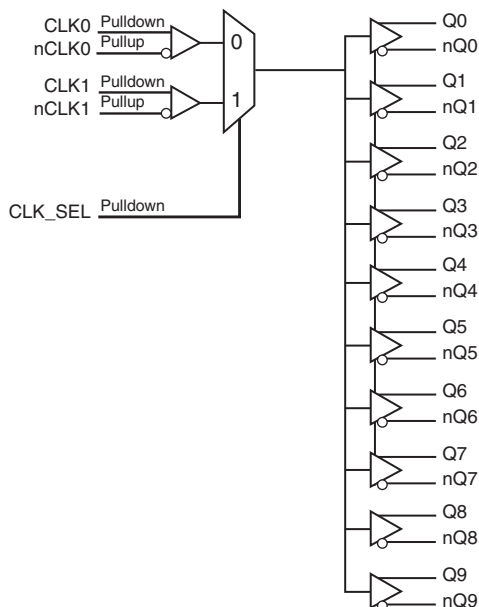 CLK0 Pulldown
nCLK0 Pullup
0
CLK1 Pulldown
nCLK1 Pullup
1
CLK_SEL Pulldown
Q0
nQ0
Q1
nQ1
Q2
nQ2
Q3
nQ3
Q4
nQ4
Q5
nQ5
Q6
nQ6
Q7
nQ7
Q8
nQ8
Q9
nQ9